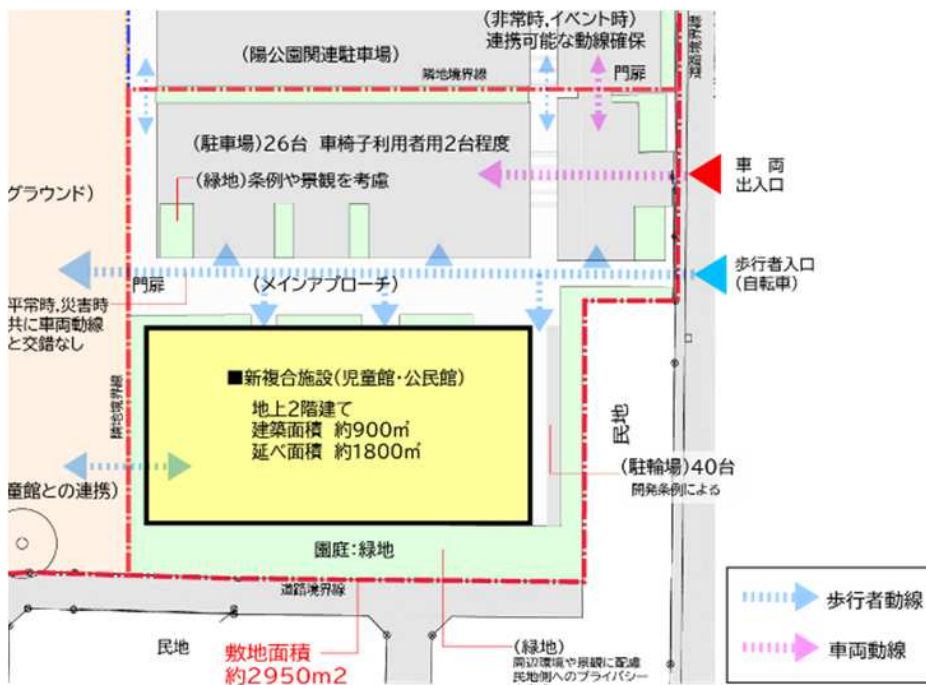 (非常時,イベント時)
連携可能な動線確保
(陽公園関連駐車場)
隣地境界線
門扉
道路境界線
(駐車場)26台 車椅子利用者用2台程度
(緑地)条例や景観を考慮
車 両
出入口
グラウンド)
歩行者入口
(自転車)
門扉
(メインアプローチ)
平常時,災害時
共に車両動線
と交錯なし
■新複合施設(児童館・公民館)
地上2階建て
建築面積 約900㎡
延べ面積 約1800㎡
隣地境界線
民地
(駐輪場)40台
開発条例による
童館との連携)
園庭:緑地
道路境界線
民地
敷地面積
約2950m2
(緑地)
周辺環境や景観に配慮
民地側へのプライバシー
歩行者動線
車両動線